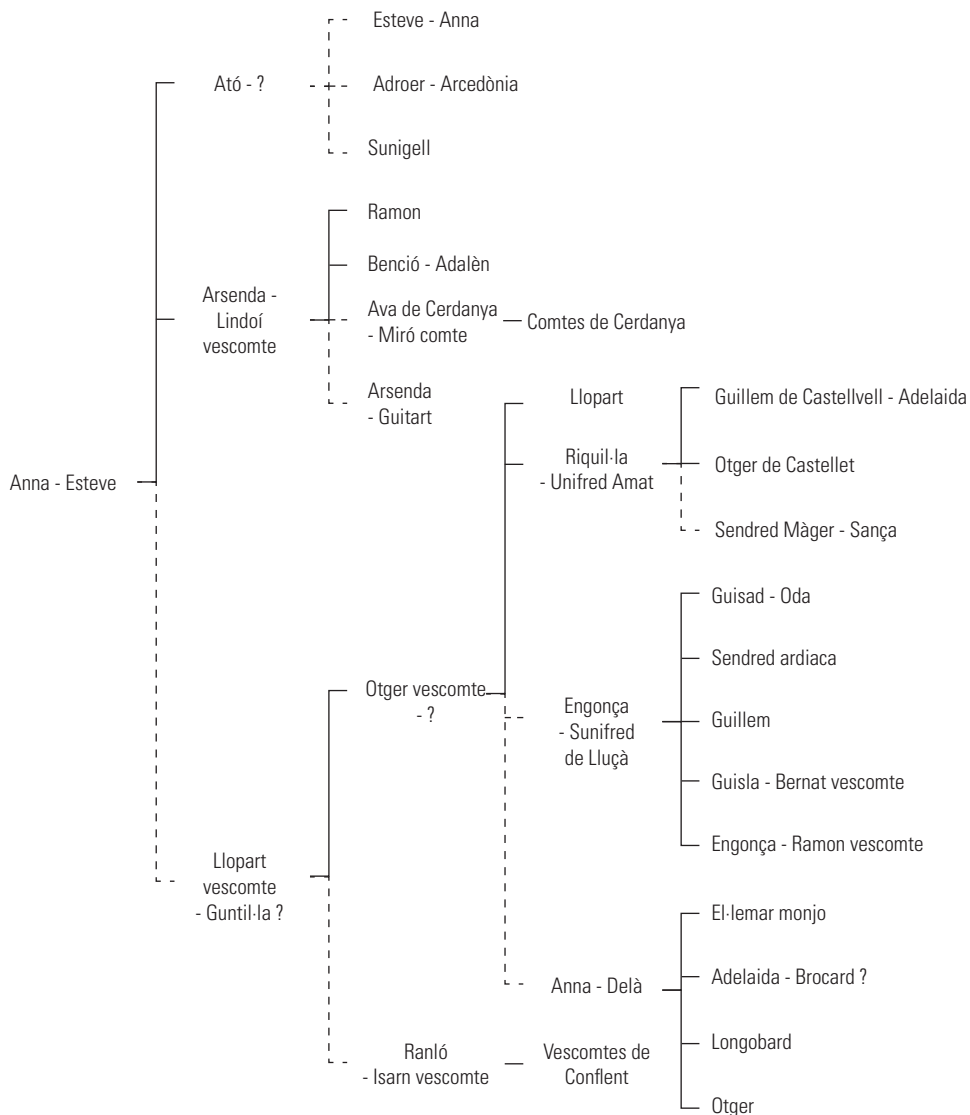 Esteve - Anna
Ató - ?
Adroer - Arcedònia
Sunigell
Ramon
Benció - Adalèn
Arsenda -
Lindoí
vescomte
Ava de Cerdanya
- Miró comte
Comtes de Cerdanya
Arsenda
- Guitart
Llopart
Guillem de Castellvell - Adelaida
Riquil·la
- Unifred Amat
Otger de Castellet
Anna - Esteve
Sendred Màger - Sança
Guisad - Oda
Sendred ardiaca
Otger vescomte
- ?
Engonça
- Sunifred
de Lluçà
Guillem
Guisla - Bernat vescomte
Engonça - Ramon vescomte
Llopart
vescomte
- Guntil·la ?
El·lemar monjo
Anna - Delà
Adelaida - Brocard ?
Longobard
Ranló
- Isarn vescomte
Vescomtes de
Conflent
Otger